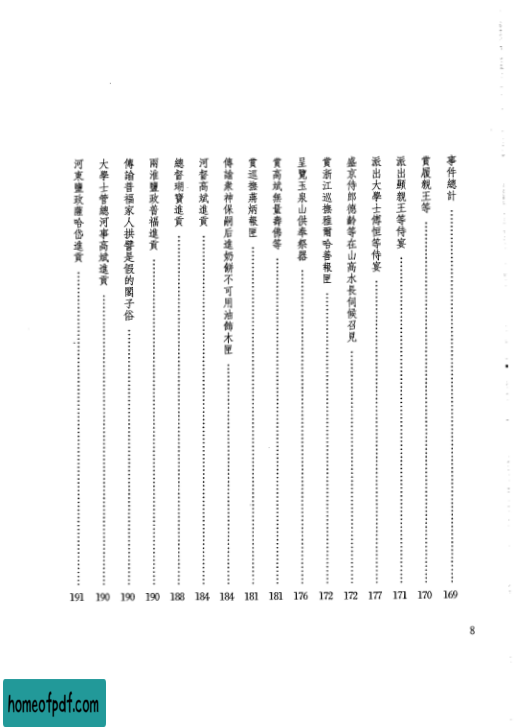 事件總計 169
賞履親王等 170
派出顯親王等侍宴 171
派出大學士傅恒等侍宴 177
盛京侍郎德齡等在山高水長伺候召見 172
賞浙江巡撫雅爾哈善報匣 172
呈覽玉泉山供奉祭器 176
賞高斌無量壽佛等 181
賞巡撫蔣炳報匣 181
傳諭衆神保嗣后進奶餅不可用油飾木匣 184
河督高斌進貢 184
總督瑚寶進貢 188
兩淮鹽政普福進貢 190
傳諭普福家人拱譬是假的閣子俗 190
大學士管總河事高斌進貢 190
河東鹽政薩哈岱進貢 191
8
homeofpdf.com